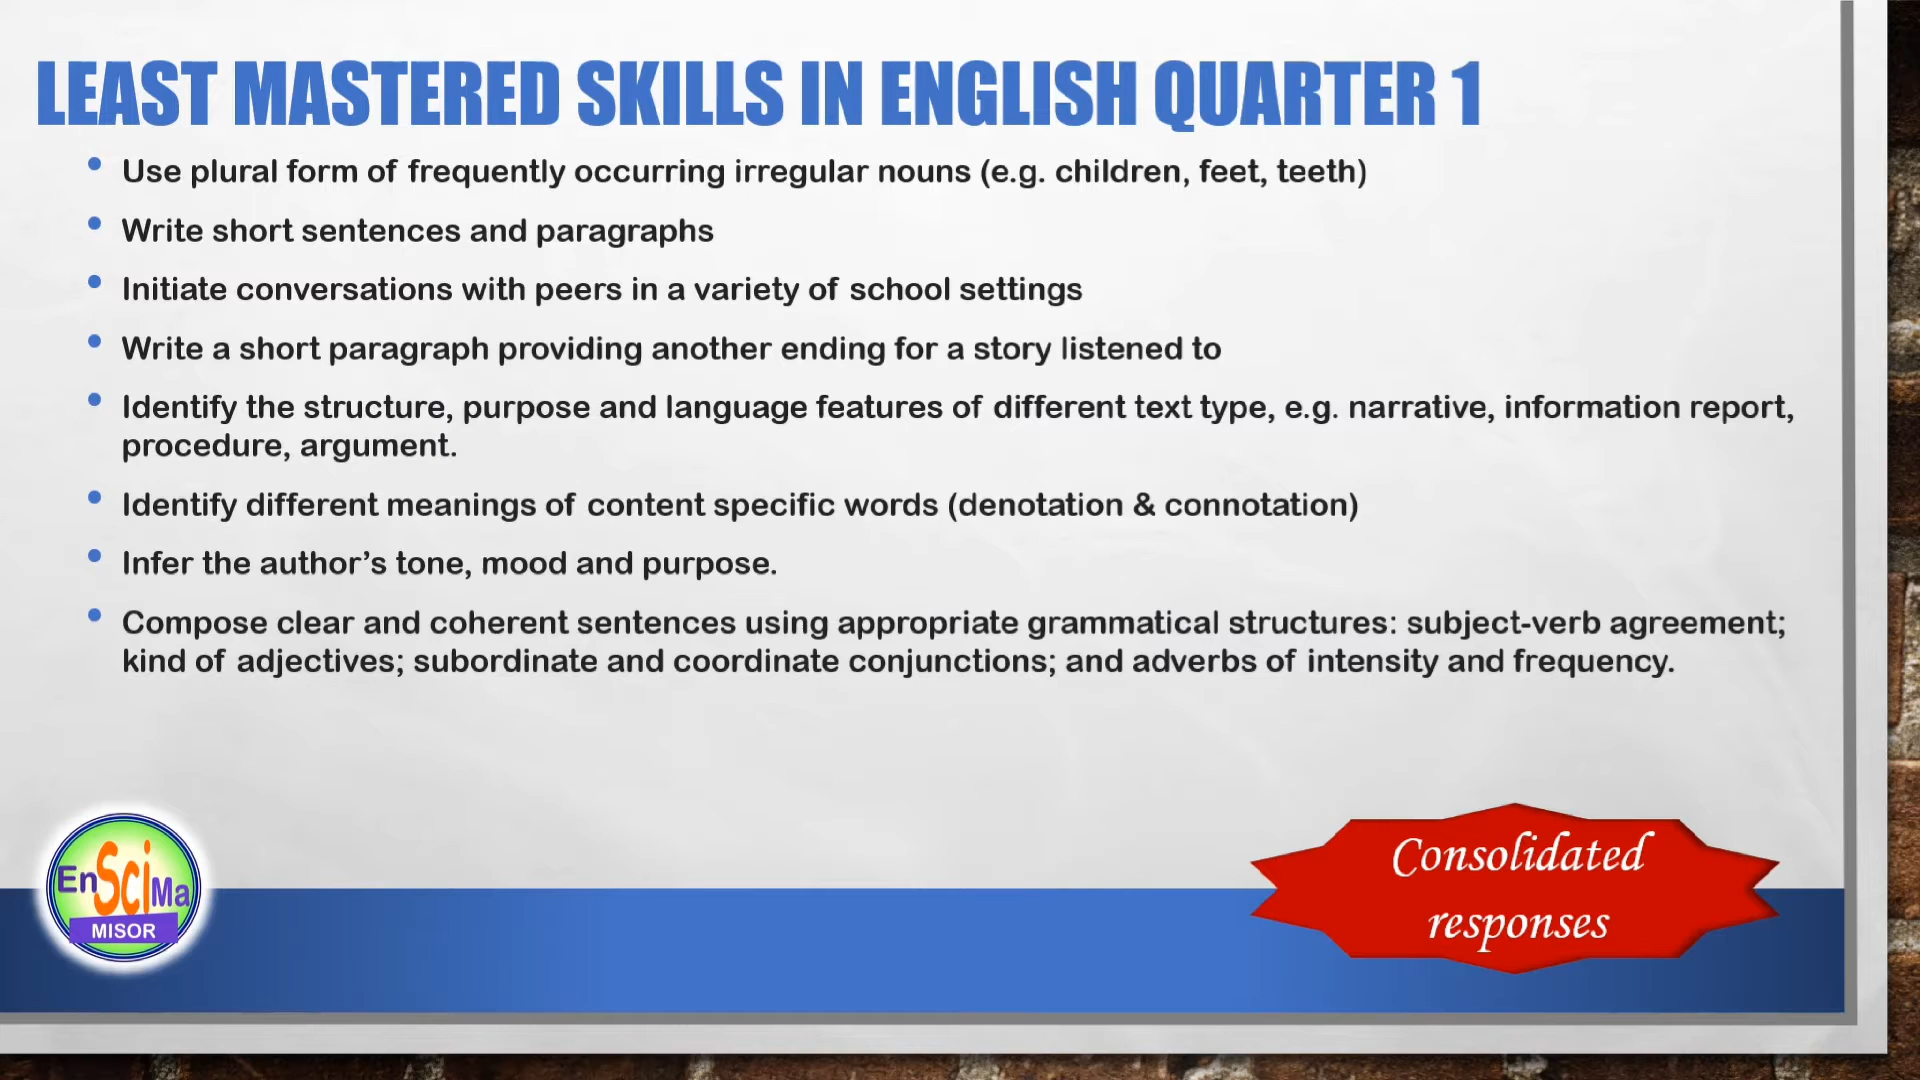 LEAST MASTERED SKILLS IN ENGLISH QUARTER 1
• Use plural form of frequently occurring irregular nouns (e.g. children, feet, teeth)
• Write short sentences and paragraphs
• Initiate conversations with peers in a variety of school settings
• Write a short paragraph providing another ending for a story listened to
• Identify the structure, purpose and language features of different text type, e.g. narrative, information report,
procedure, argument.
• Identify different meanings of content specific words (denotation & connotation)
• Infer the author’s tone, mood and purpose.
• Compose clear and coherent sentences using appropriate grammatical structures: subject-verb agreement;
kind of adjectives; subordinate and coordinate conjunctions; and adverbs of intensity and frequency.
EnSciMa
MISOR
Consolidated
responses